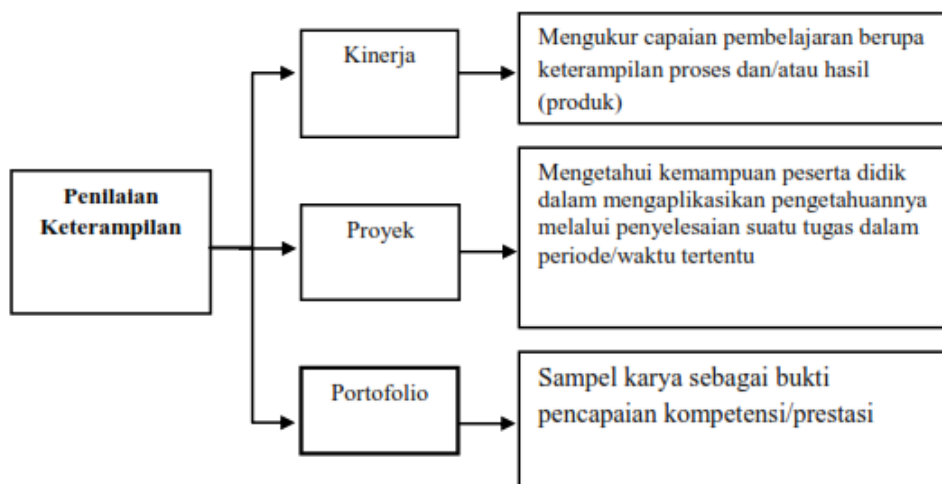 Penilaian
Keterampilan
Kinerja
Mengukur capaian pembelajaran berupa
keterampilan proses dan/atau hasil
(produk)
Proyek
Mengetahui kemampuan peserta didik
dalam mengaplikasikan pengetahuannya
melalui penyelesaian suatu tugas dalam
periode/waktu tertentu
Portofolio
Sampel karya sebagai bukti
pencapaian kompetensi/prestasi